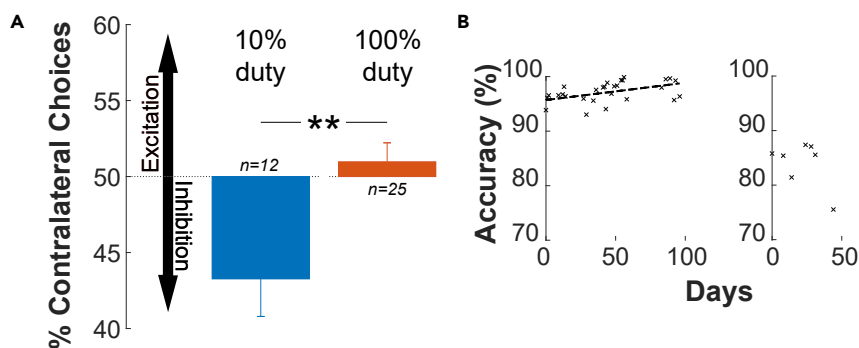 A
% Contralateral Choices
60
55
50
45
40
Excitation
Inhibition
10%
duty
100%
duty
**
n=12
n=25
B
Accuracy (%)
100
90
80
70
0
50
100
100
90
80
70
0
50
Days